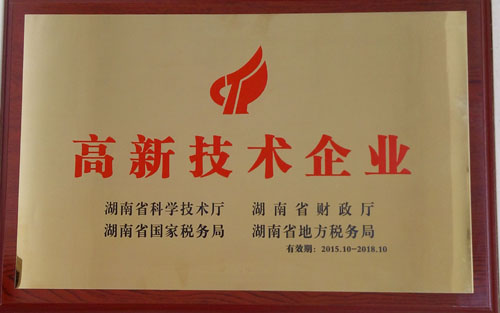 高新技术企业
湖南省科学技术厅 湖南省财政厅
湖南省国家税务局 湖南省地方税务局
有效期：2015.10-2018.10